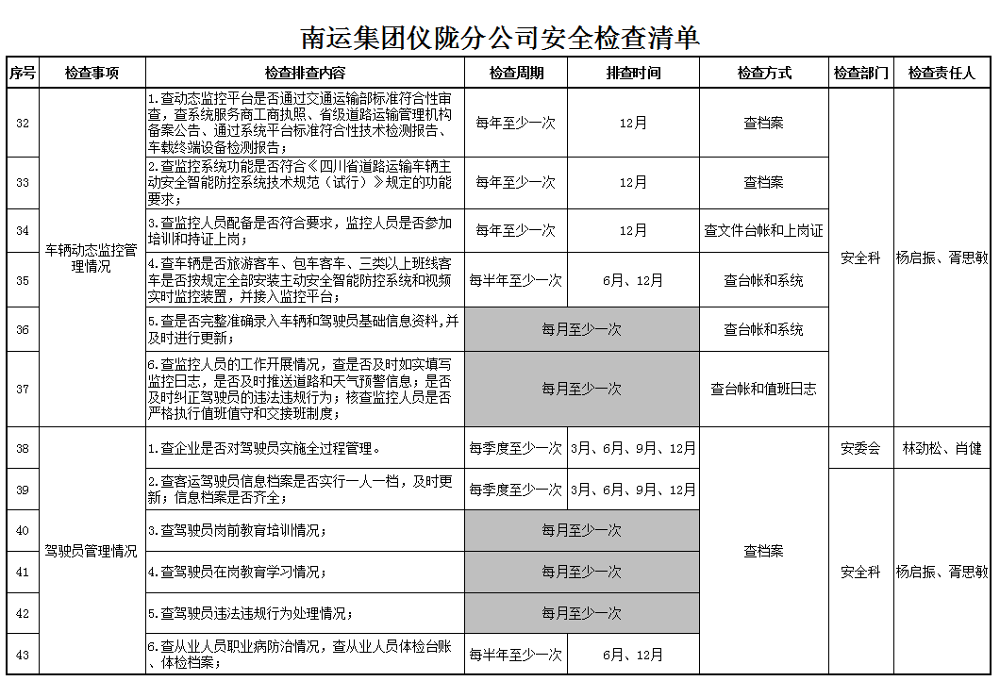 南运集团仪陇分公司安全检查清单
序号 检查事项 检查排查内容 检查周期 排查时间 检查方式 检查部门 检查责任人
车辆动态监控管
理情况
32
1.查动态监控平台是否通过交通运输部标准符合性审
查，查系统服务商工商执照、省级道路运输管理机构
备案公告、通过系统平台标准符合性技术检测报告、
车载终端设备检测报告；
每年至少一次 12月 查档案
33
2.查监控系统功能是否符合《四川省道路运输车辆主
动安全智能防控系统技术规范（试行）》规定的功能
要求；
每年至少一次 12月 查档案
34
3.查监控人员配备是否符合要求，监控人员是否参加
培训和持证上岗；
每年至少一次 12月 查文件台帐和上岗证
35
4.查车辆是否旅游客车、包车客车、三类以上班线客
车是否按规定全部安装主动安全智能防控系统和视频
实时监控装置，并接入监控平台；
每半年至少一次 6月、12月 查台帐和系统
安全科 杨启振、胥思敏
36
5.查是否完整准确录入车辆和驾驶员基础信息资料,并
及时进行更新；
每月至少一次 查台帐和系统
37
6.查监控人员的工作开展情况，查是否及时如实填写
监控日志，是否及时推送道路和天气预警信息；是否
及时纠正驾驶员的违法违规行为；核查监控人员是否
严格执行值班值守和交接班制度；
每月至少一次 查台帐和值班日志
驾驶员管理情况
38 1.查企业是否对驾驶员实施全过程管理。 每季度至少一次 3月、6月、9月、12月 安委会 林劲松、肖健
39
2.查客运驾驶员信息档案是否实行一人一档，及时更
新；信息档案是否齐全；
每季度至少一次 3月、6月、9月、12月
40 3.查驾驶员岗前教育培训情况； 每月至少一次
查档案
41 4.查驾驶员在岗教育学习情况； 每月至少一次 安全科 杨启振、胥思敏
42 5.查驾驶员违法违规行为处理情况； 每月至少一次
43
6.查从业人员职业病防治情况，查从业人员体检台账
、体检档案；
每半年至少一次 6月、12月